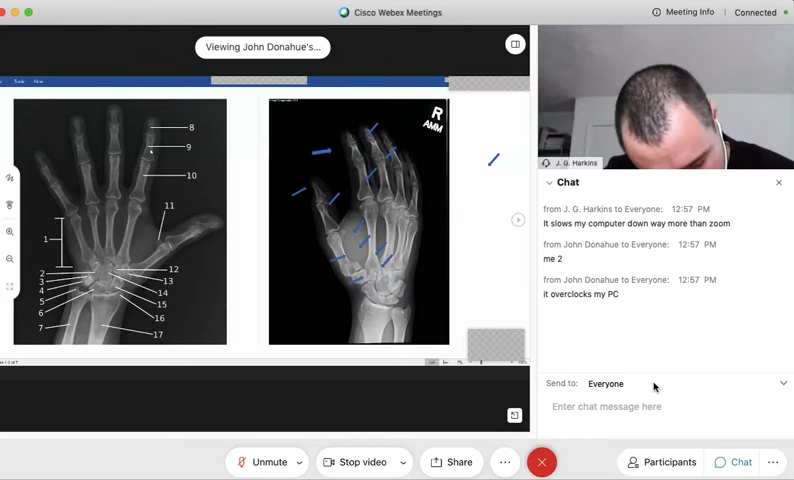 Cisco Webex Meetings
Meeting Info
Connected
Viewing John Donahue's...
Tools
View
8
9
10
11
1
2
3
4
5
6
7
12
13
14
15
16
17
R
AMM
J. G. Harkins
Chat
from J. G. Harkins to Everyone: 12:57 PM
It slows my computer down way more than zoom
from John Donahue to Everyone: 12:57 PM
me 2
from John Donahue to Everyone: 12:57 PM
it overclocks my PC
Send to: Everyone
Enter chat message here
Unmute
Stop video
Share
Participants
Chat